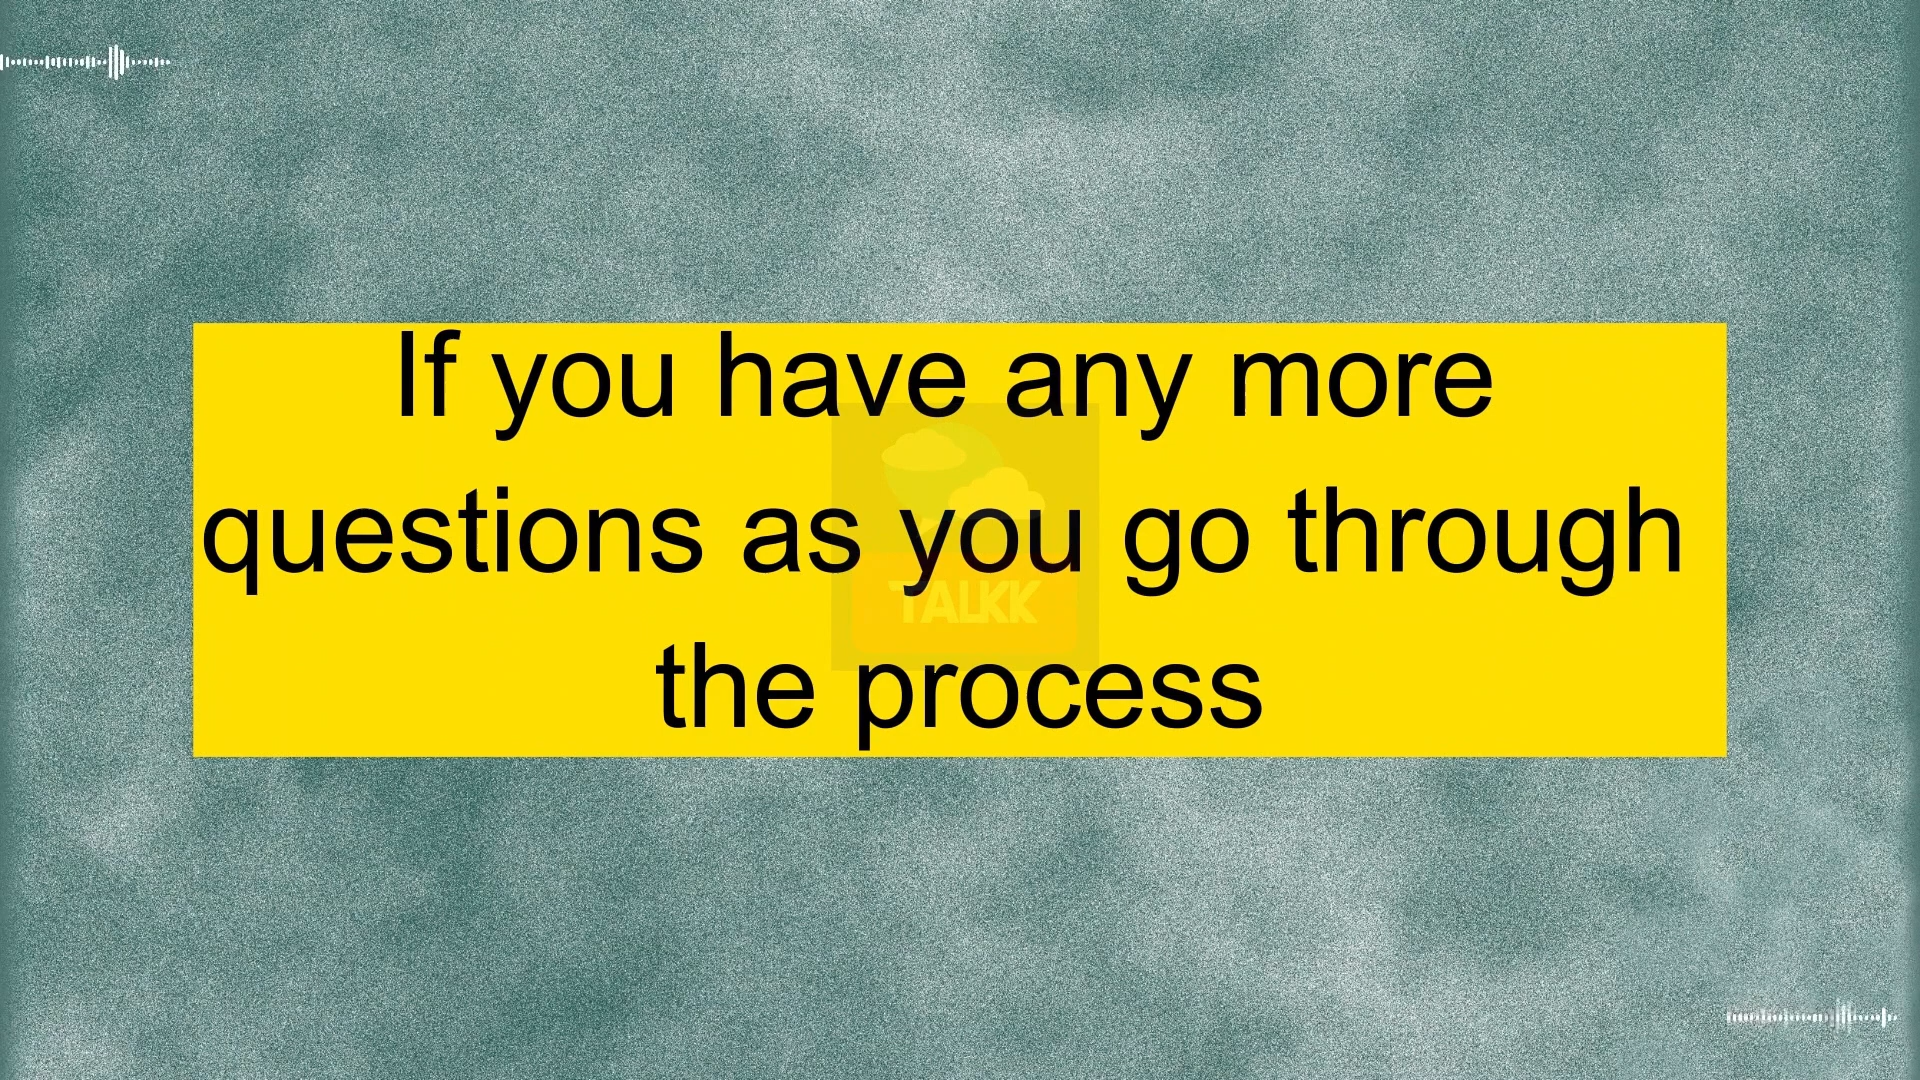 If you have any more
questions as you go through
TALKK
the process